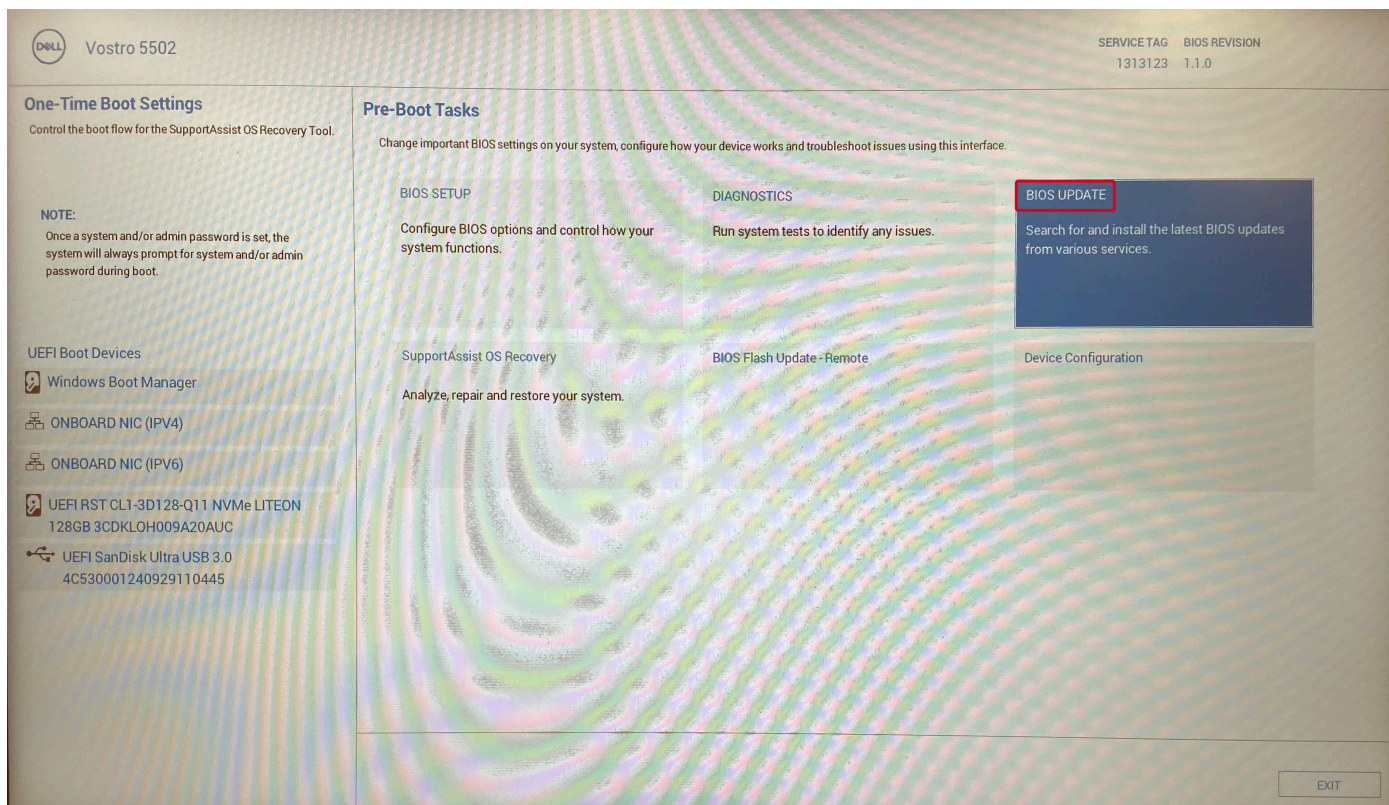 DELL
Vostro 5502
SERVICE TAG BIOS REVISION
1313123 1.1.0
One-Time Boot Settings
Control the boot flow for the SupportAssist OS Recovery Tool.
NOTE:
Once a system and/or admin password is set, the
system will always prompt for system and/or admin
password during boot.
UEFI Boot Devices
Windows Boot Manager
ONBOARD NIC (IPV4)
ONBOARD NIC (IPV6)
UEFI RST CL1-3D128-Q11 NVMe LITEON
128GB 3CDKLOH009A20AUC
UEFI SanDisk Ultra USB 3.0
4C530001240929110445
Pre-Boot Tasks
Change important BIOS settings on your system, configure how your device works and troubleshoot issues using this interface.
BIOS SETUP
Configure BIOS options and control how your
system functions.
DIAGNOSTICS
Run system tests to identify any issues.
BIOS UPDATE
Search for and install the latest BIOS updates
from various services.
SupportAssist OS Recovery
Analyze, repair and restore your system.
BIOS Flash Update - Remote
Device Configuration
EXIT